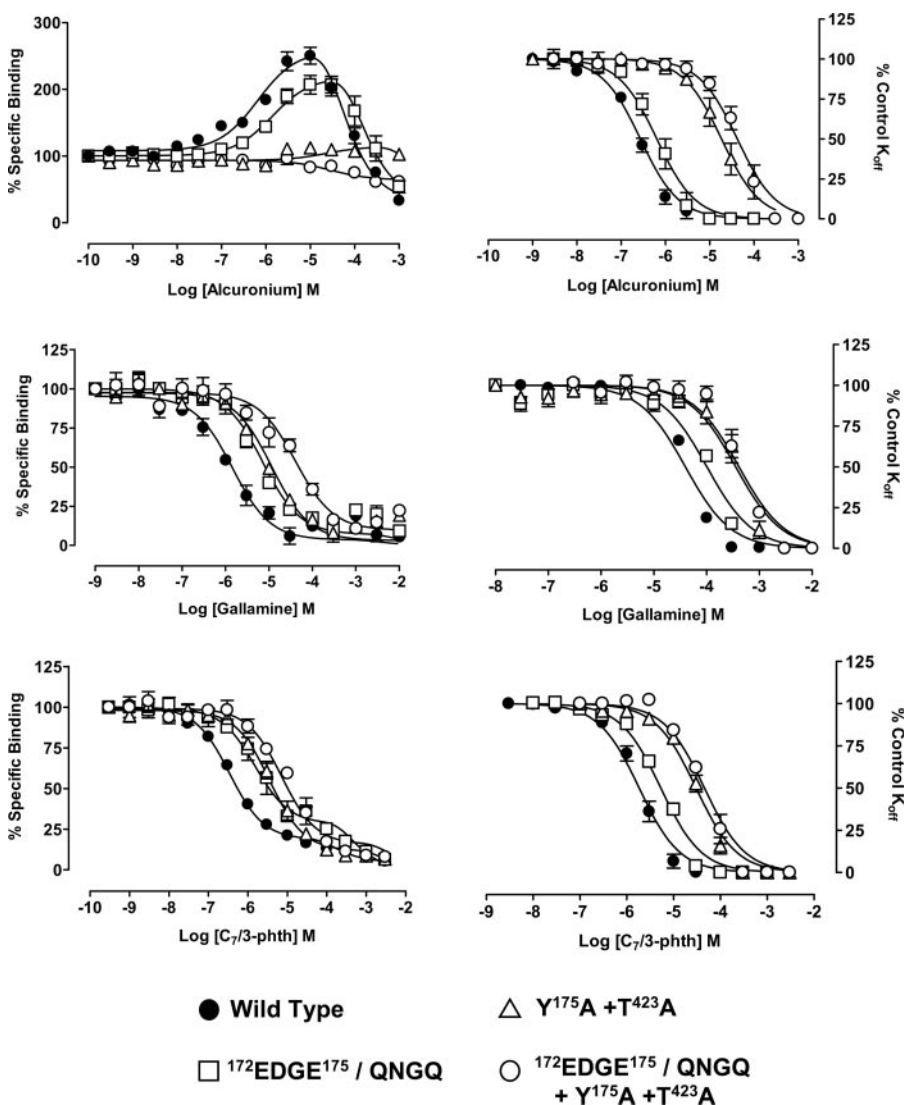 300
200
100
0
% Specific Binding
-10 -9 -8 -7 -6 -5 -4 -3
Log [Alcuronium] M
125
100
75
50
25
0
% Control Koff
-10 -9 -8 -7 -6 -5 -4 -3
Log [Alcuronium] M
125
100
75
50
25
0
% Specific Binding
-9 -8 -7 -6 -5 -4 -3 -2
Log [Gallamine] M
125
100
75
50
25
0
% Control Koff
-8 -7 -6 -5 -4 -3 -2
Log [Gallamine] M
125
100
75
50
25
0
% Specific Binding
-10 -9 -8 -7 -6 -5 -4 -3 -2
Log [C₇/3-phth] M
125
100
75
50
25
0
% Control Koff
-9 -8 -7 -6 -5 -4 -3 -2
Log [C₇/3-phth] M
Wild Type
Y¹⁷⁵A +T⁴²³A
¹⁷²EDGE¹⁷⁵ / QNGQ
¹⁷²EDGE¹⁷⁵ / QNGQ
+ Y¹⁷⁵A +T⁴²³A